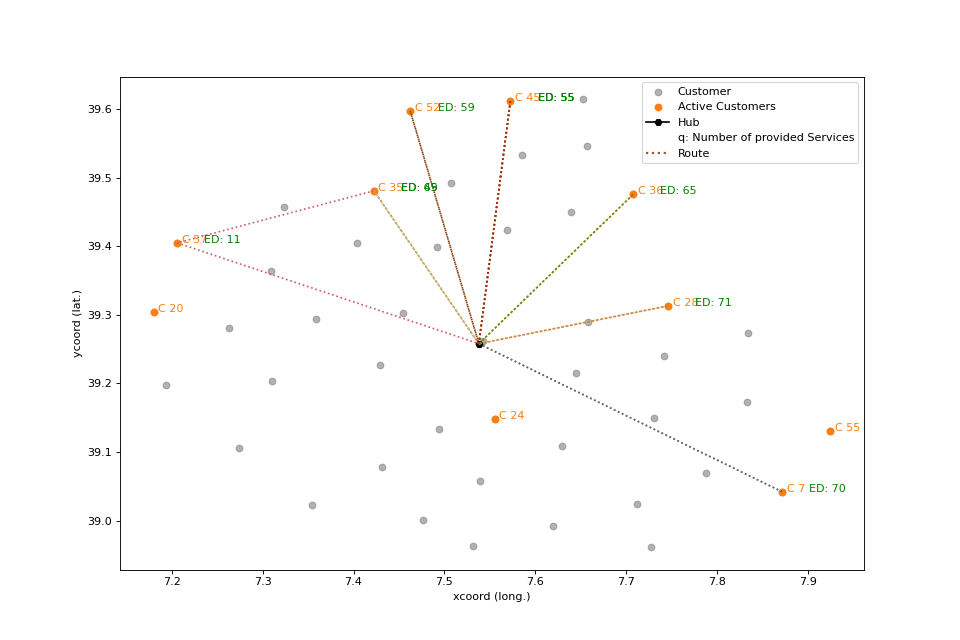 Customer
Active Customers
Hub
q: Number of provided Services
Route
C 52 ED: 59
C 45 ED: 55
C 35 ED:
C 36 ED: 65
C 37 ED: 11
C 20
C 28 ED: 71
C 24
C 55
C 7 ED: 70
39.6
39.5
39.4
39.3
39.2
39.1
39.0
ycoord (lat.)
7.2 7.3 7.4 7.5 7.6 7.7 7.8 7.9
xcoord (long.)